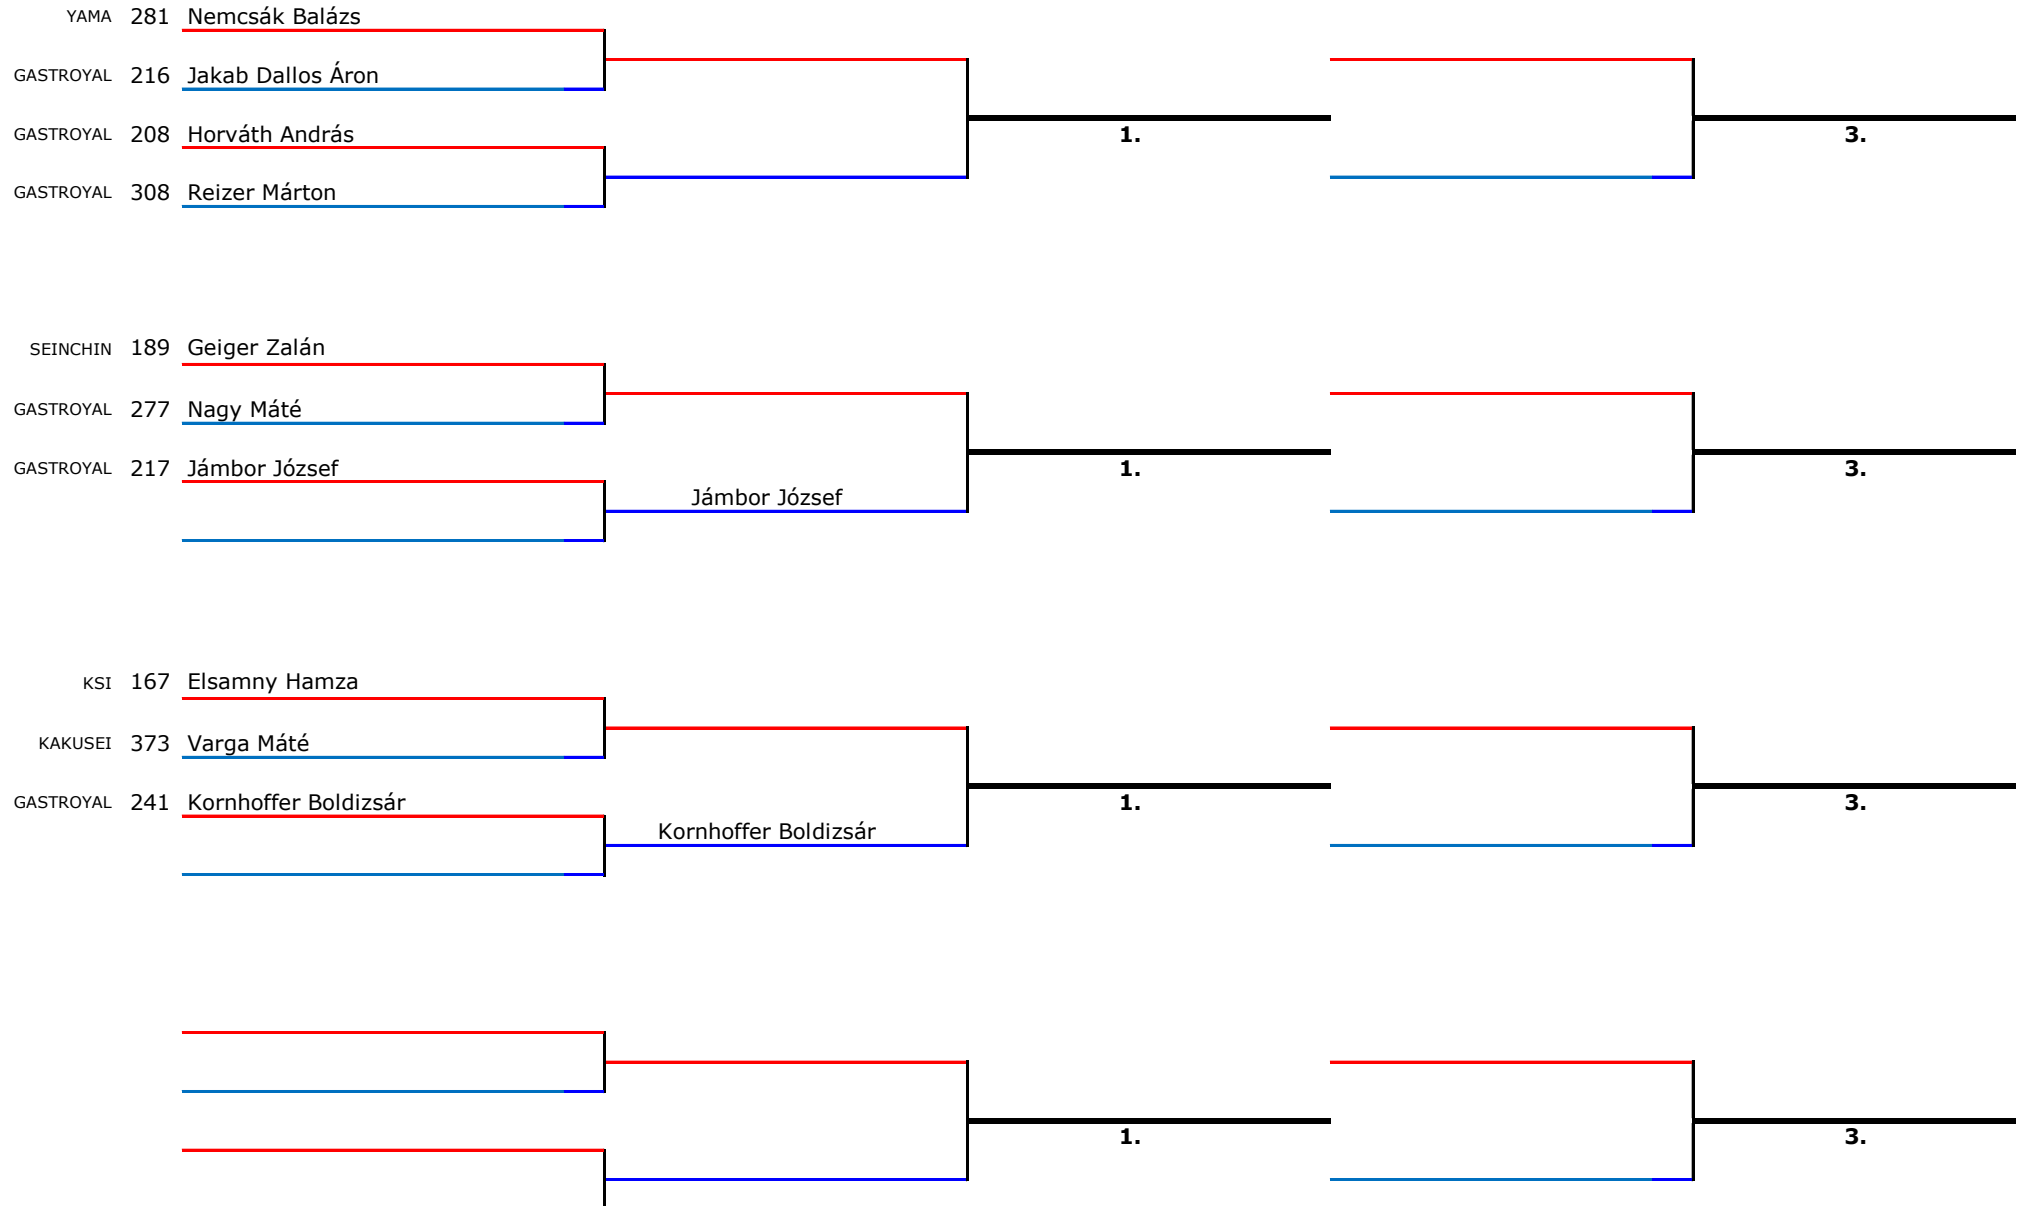 YAMA 281 Nemcsák Balázs
GASTROYAL 216 Jakab Dallos Áron
GASTROYAL 208 Horváth András
1. 3.
GASTROYAL 308 Reizer Márton
SEINCHIN 189 Geiger Zalán
GASTROYAL 277 Nagy Máté
GASTROYAL 217 Jámbor József
1. 3.
Jámbor József
KSI 167 Elsamny Hamza
KAKUSEI 373 Varga Máté
GASTROYAL 241 Kornhoffer Boldizsár
1. 3.
Kornhoffer Boldizsár
1. 3.